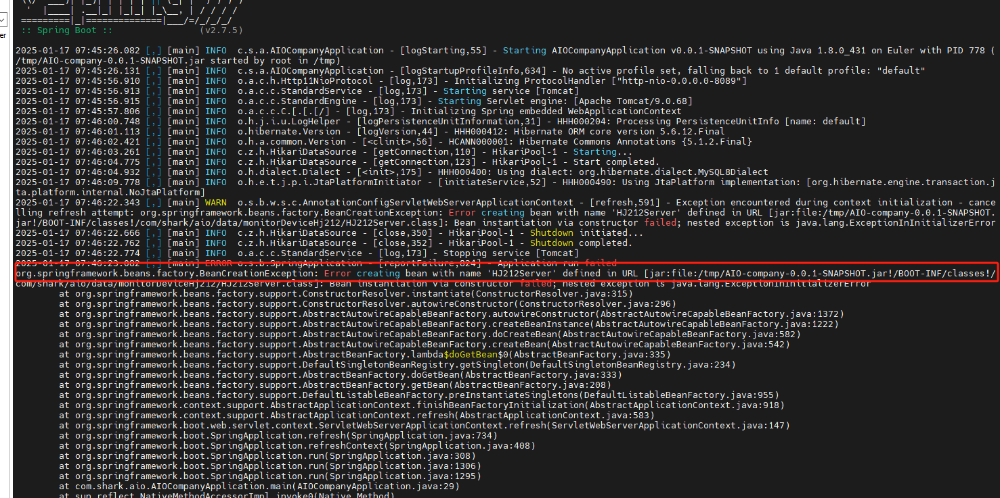 er
\\/  ___)| |_)| | | | | || (_| |  ) ) ) )
'  |____| .__|_| |_|_| |_\__, | / / / /
=========|_|==============|___/=/_/_/_/
:: Spring Boot ::                (v2.7.5)
2025-01-17 07:45:26.082 [,] [main] INFO  c.s.a.AIOCompanyApplication - [logStarting,55] - Starting AIOCompanyApplication v0.0.1-SNAPSHOT using Java 1.8.0_431 on Euler with PID 778 (
/tmp/AIO-company-0.0.1-SNAPSHOT.jar started by root in /tmp)
2025-01-17 07:45:26.131 [,] [main] INFO  c.s.a.AIOCompanyApplication - [logStartupProfileInfo,634] - No active profile set, falling back to 1 default profile: "default"
2025-01-17 07:45:56.910 [,] [main] INFO  o.a.c.h.Http11NioProtocol - [log,173] - Initializing ProtocolHandler ["http-nio-0.0.0.0-8089"]
2025-01-17 07:45:56.913 [,] [main] INFO  o.a.c.c.StandardService - [log,173] - Starting service [Tomcat]
2025-01-17 07:45:56.915 [,] [main] INFO  o.a.c.c.StandardEngine - [log,173] - Starting Servlet engine: [Apache Tomcat/9.0.68]
2025-01-17 07:45:57.806 [,] [main] INFO  o.a.c.c.C.[.[.[/] - [log,173] - Initializing Spring embedded WebApplicationContext
2025-01-17 07:46:00.748 [,] [main] INFO  o.h.j.i.u.LogHelper - [logPersistenceUnitInformation,31] - HHH000204: Processing PersistenceUnitInfo [name: default]
2025-01-17 07:46:01.113 [,] [main] INFO  o.hibernate.Version - [logVersion,44] - HHH000412: Hibernate ORM core version 5.6.12.Final
2025-01-17 07:46:02.421 [,] [main] INFO  o.h.a.common.Version - [<clinit>,56] - HCANN000001: Hibernate Commons Annotations {5.1.2.Final}
2025-01-17 07:46:03.261 [,] [main] INFO  c.z.h.HikariDataSource - [getConnection,110] - HikariPool-1 - Starting...
2025-01-17 07:46:04.775 [,] [main] INFO  c.z.h.HikariDataSource - [getConnection,123] - HikariPool-1 - Start completed.
2025-01-17 07:46:04.932 [,] [main] INFO  o.h.dialect.Dialect - [<init>,175] - HHH000400: Using dialect: org.hibernate.dialect.MySQL8Dialect
2025-01-17 07:46:09.778 [,] [main] INFO  o.h.e.t.j.p.i.JtaPlatformInitiator - [initiateService,52] - HHH000490: Using JtaPlatform implementation: [org.hibernate.engine.transaction.j
ta.platform.internal.NoJtaPlatform]
2025-01-17 07:46:22.343 [,] [main] WARN  o.s.b.w.s.c.AnnotationConfigServletWebServerApplicationContext - [refresh,591] - Exception encountered during context initialization - cance
lling refresh attempt: org.springframework.beans.factory.BeanCreationException: Error creating bean with name 'HJ212Server' defined in URL [jar:file:/tmp/AIO-company-0.0.1-SNAPSHOT.
jar!/BOOT-INF/classes!/com/shark/aio/data/monitorDeviceHj212/HJ212Server.class]: Bean instantiation via constructor failed; nested exception is java.lang.ExceptionInInitializerError
2025-01-17 07:46:22.666 [,] [main] INFO  c.z.h.HikariDataSource - [close,350] - HikariPool-1 - Shutdown initiated...
2025-01-17 07:46:22.762 [,] [main] INFO  c.z.h.HikariDataSource - [close,352] - HikariPool-1 - Shutdown completed.
2025-01-17 07:46:22.774 [,] [main] INFO  o.a.c.c.StandardService - [log,173] - Stopping service [Tomcat]
2025-01-17 07:46:23.082 [,] [main] ERROR o.s.b.SpringApplication - [reportFailure,824] - Application run failed
org.springframework.beans.factory.BeanCreationException: Error creating bean with name 'HJ212Server' defined in URL [jar:file:/tmp/AIO-company-0.0.1-SNAPSHOT.jar!/BOOT-INF/classes!/
com/shark/aio/data/monitorDeviceHj212/HJ212Server.class]: Bean instantiation via constructor failed; nested exception is java.lang.ExceptionInInitializerError
at org.springframework.beans.factory.support.ConstructorResolver.instantiate(ConstructorResolver.java:315)
at org.springframework.beans.factory.support.ConstructorResolver.autowireConstructor(ConstructorResolver.java:296)
at org.springframework.beans.factory.support.AbstractAutowireCapableBeanFactory.autowireConstructor(AbstractAutowireCapableBeanFactory.java:1372)
at org.springframework.beans.factory.support.AbstractAutowireCapableBeanFactory.createBeanInstance(AbstractAutowireCapableBeanFactory.java:1222)
at org.springframework.beans.factory.support.AbstractAutowireCapableBeanFactory.doCreateBean(AbstractAutowireCapableBeanFactory.java:582)
at org.springframework.beans.factory.support.AbstractAutowireCapableBeanFactory.createBean(AbstractAutowireCapableBeanFactory.java:542)
at org.springframework.beans.factory.support.AbstractBeanFactory.lambda$doGetBean$0(AbstractBeanFactory.java:335)
at org.springframework.beans.factory.support.DefaultSingletonBeanRegistry.getSingleton(DefaultSingletonBeanRegistry.java:234)
at org.springframework.beans.factory.support.AbstractBeanFactory.doGetBean(AbstractBeanFactory.java:333)
at org.springframework.beans.factory.support.AbstractBeanFactory.getBean(AbstractBeanFactory.java:208)
at org.springframework.beans.factory.support.DefaultListableBeanFactory.preInstantiateSingletons(DefaultListableBeanFactory.java:955)
at org.springframework.context.support.AbstractApplicationContext.finishBeanFactoryInitialization(AbstractApplicationContext.java:918)
at org.springframework.context.support.AbstractApplicationContext.refresh(AbstractApplicationContext.java:583)
at org.springframework.boot.web.servlet.context.ServletWebServerApplicationContext.refresh(ServletWebServerApplicationContext.java:147)
at org.springframework.boot.SpringApplication.refresh(SpringApplication.java:734)
at org.springframework.boot.SpringApplication.refreshContext(SpringApplication.java:408)
at org.springframework.boot.SpringApplication.run(SpringApplication.java:308)
at org.springframework.boot.SpringApplication.run(SpringApplication.java:1306)
at org.springframework.boot.SpringApplication.run(SpringApplication.java:1295)
at com.shark.aio.AIOCompanyApplication.main(AIOCompanyApplication.java:29)
at sun.reflect.NativeMethodAccessorImpl.invoke0(Native Method)